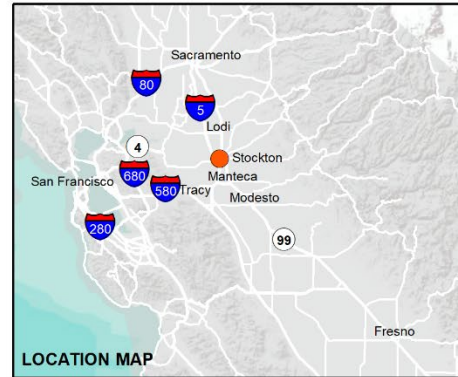 Sacramento
80
5
Lodi
4
Stockton
San Francisco
680
Manteca
580
Tracy
Modesto
280
99
Fresno
LOCATION MAP